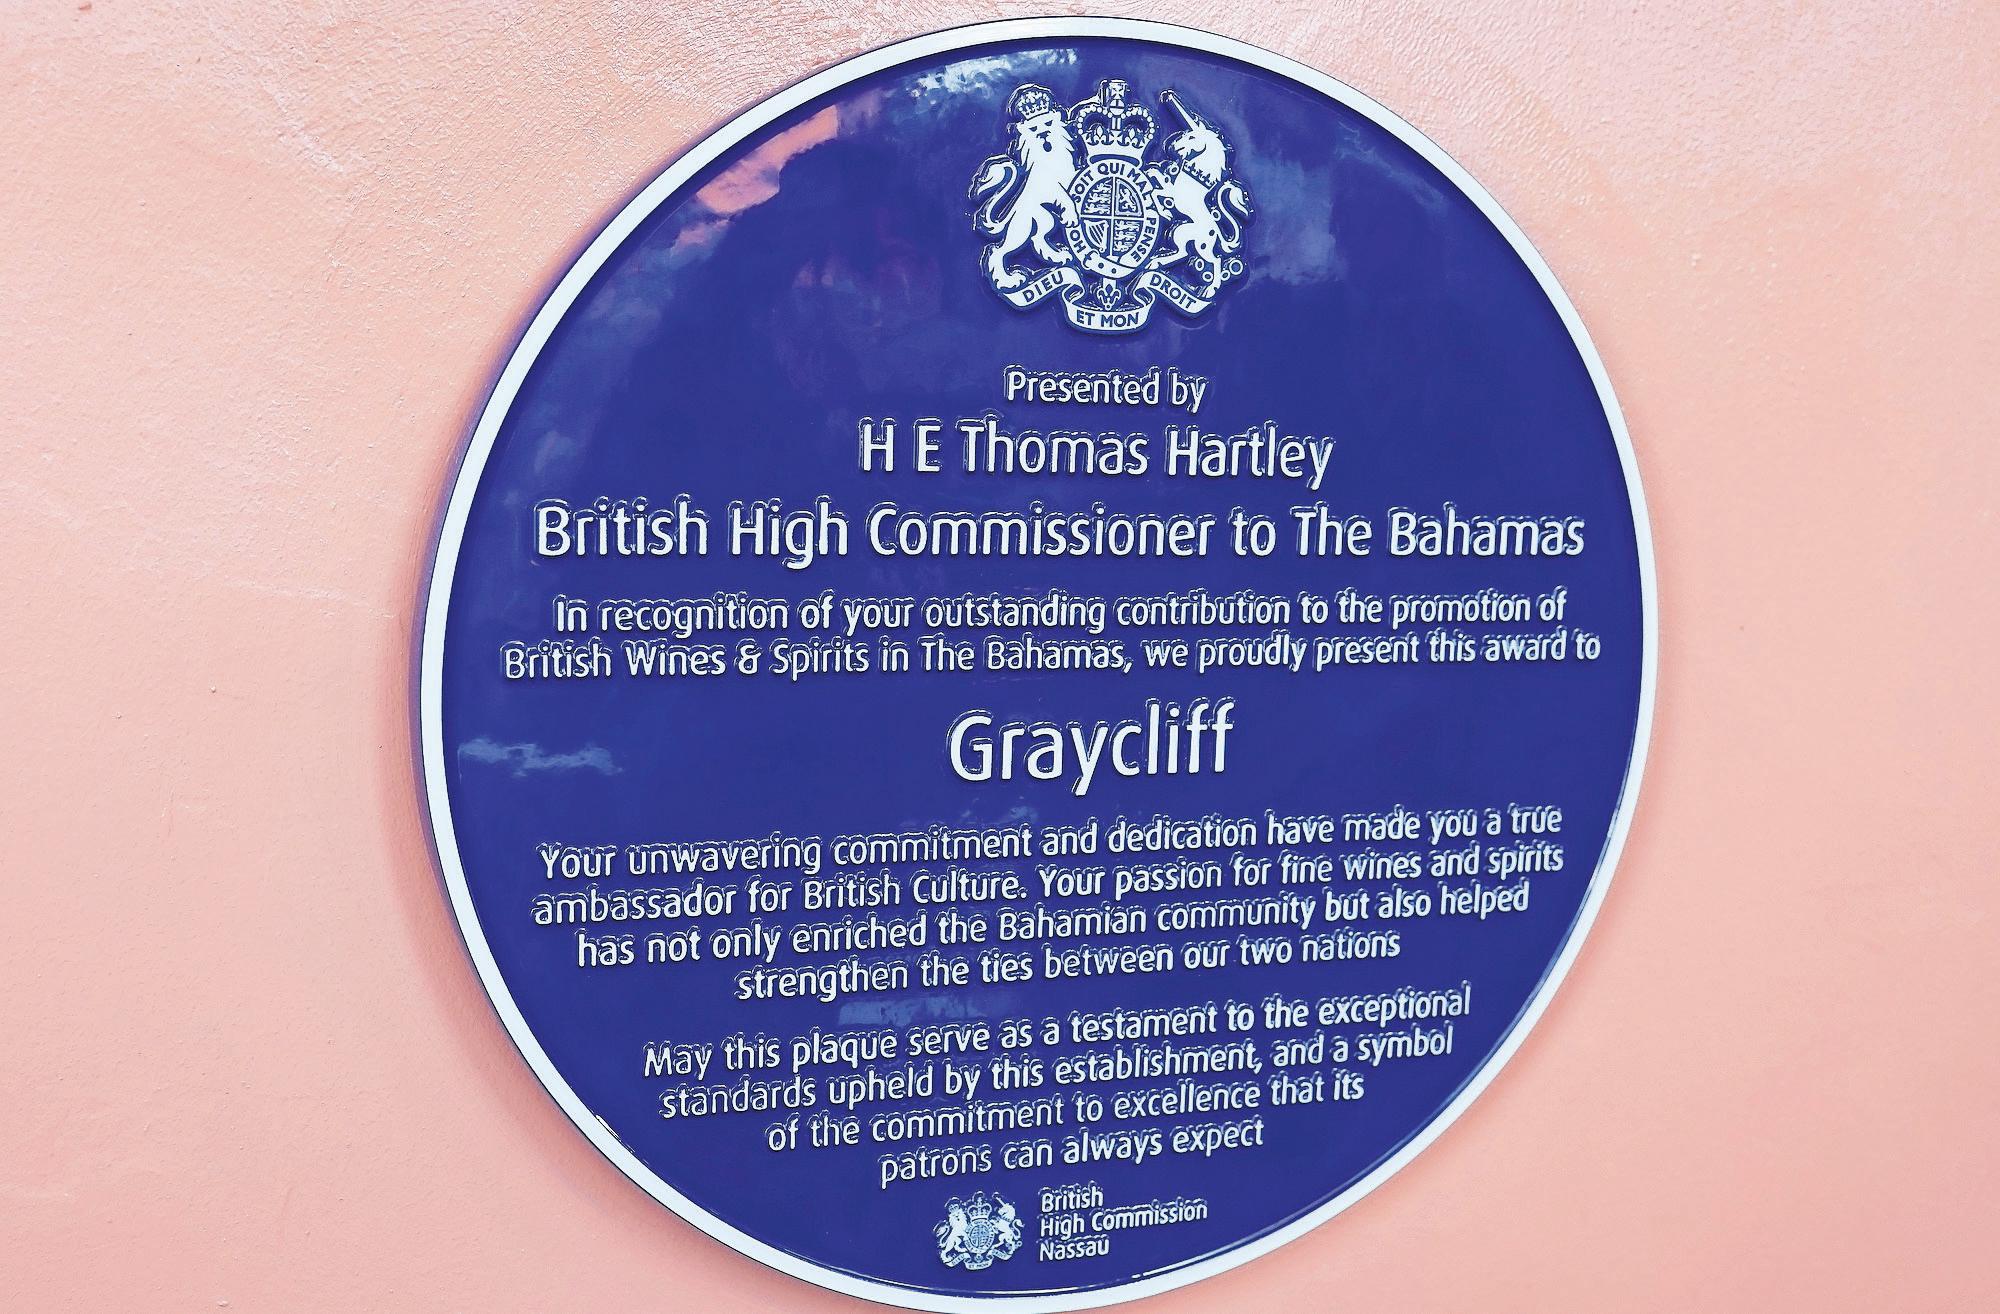 HONI SOIT QUI MAL Y PENSE
DIEU ET MON DROIT
Presented by
H E Thomas Hartley
British High Commissioner to The Bahamas
In recognition of your outstanding contribution to the promotion of
British Wines & Spirits in The Bahamas, we proudly present this award to
Graycliff
Your unwavering commitment and dedication have made you a true
ambassador for British Culture. Your passion for fine wines and spirits
has not only enriched the Bahamian community but also helped
strengthen the ties between our two nations
May this plaque serve as a testament to the exceptional
standards upheld by this establishment, and a symbol
of the commitment to excellence that its
patrons can always expect
British
High Commission
Nassau